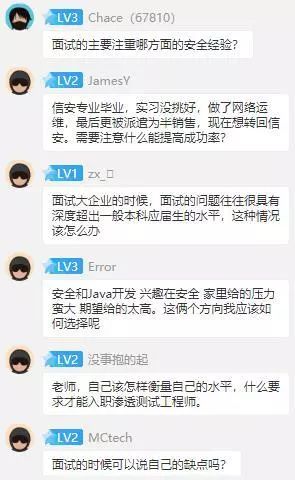 LV3 Chace（67810）
面试的主要注重哪方面的安全经验？
LV2 JamesY
信安专业毕业，实习没挑好，做了网络运
维，最后更被派遣为半销售，现在想转回信
安。需要注意什么能提高成功率？
LV1 zx_
面试大企业的时候，面试的问题往往很具有
深度超出一般本科应届生的水平，这种情况
该怎么办
LV3 Error
安全和Java开发 兴趣在安全 家里给的压力
蛮大 期望给的太高。这俩个方向我应该如
何选择呢
LV2 没事抱的起
老师，自己该怎样衡量自己的水平，什么要
求才能入职渗透测试工程师。
LV2 MCtech
面试的时候可以说自己的缺点吗？